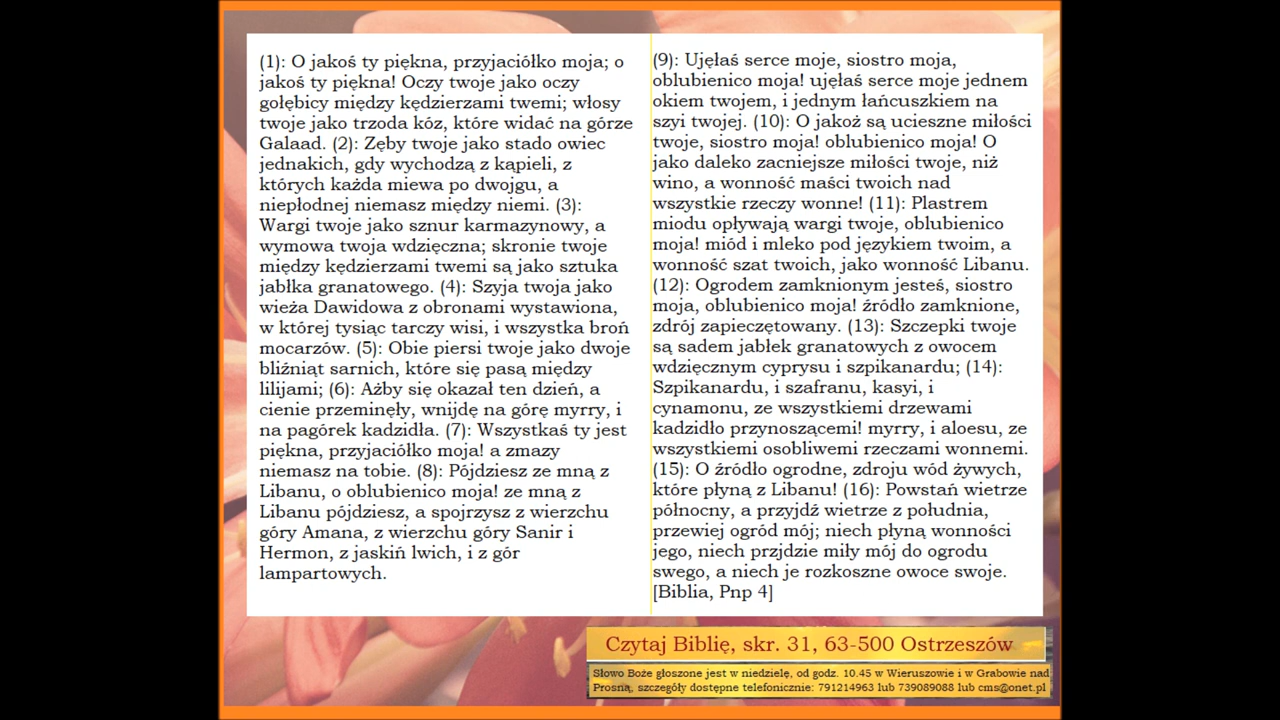 (1): O jakoś ty piękna, przyjaciółko moja; o
jakoś ty piękna! Oczy twoje jako oczy
gołębicy między kędzierzami twemi; włosy
twoje jako trzoda kóz, które widać na górze
Galaad. (2): Zęby twoje jako stado owiec
jednakich, gdy wychodzą z kąpieli, z
których każda miewa po dwojgu, a
niepłodnej niemasz między niemi. (3):
Wargi twoje jako sznur karmazynowy, a
wymowa twoja wdzięczna; skronie twoje
między kędzierzami twemi są jako sztuka
jabłka granatowego. (4): Szyja twoja jako
wieża Dawidowa z obronami wystawiona,
w której tysiąc tarczy wisi, i wszystka broń
mocarzów. (5): Obie piersi twoje jako dwoje
bliźniąt sarnich, które się pasą między
lilijami; (6): Ażby się okazał ten dzień, a
cienie przeminęły, wnijdę na górę myrry, i
na pagórek kadzidła. (7): Wszystkaś ty jest
piękna, przyjaciółko moja! a zmazy
niemasz na tobie. (8): Pójdziesz ze mną z
Libanu, o oblubienico moja! ze mną z
Libanu pójdziesz, a spojrzysz z wierzchu
góry Amana, z wierzchu góry Sanir i
Hermon, z jaskiń lwich, i z gór
lampartowych.
(9): Ujęłaś serce moje, siostro moja,
oblubienico moja! ujęłaś serce moje jednem
okiem twojem, i jednym łańcuszkiem na
szyi twojej. (10): O jakoż są ucieszne miłości
twoje, siostro moja! oblubienico moja! O
jako daleko zacniejsze miłości twoje, niż
wino, a wonność maści twoich nad
wszystkie rzeczy wonne! (11): Plastrem
miodu opływają wargi twoje, oblubienico
moja! miód i mleko pod językiem twoim, a
wonność szat twoich, jako wonność Libanu.
(12): Ogrodem zamknionym jesteś, siostro
moja, oblubienico moja! źródło zamknione,
zdrój zapieczętowany. (13): Szczepki twoje
są sadem jabłek granatowych z owocem
wdzięcznym cyprysu i szpikanardu; (14):
Szpikanardu, i szafranu, kasyi, i
cynamonu, ze wszystkiemi drzewami
kadzidło przynoszącemi! myrry, i aloesu, ze
wszystkiemi osobliwemi rzeczami wonnemi.
(15): O źródło ogrodne, zdroju wód żywych,
które płyną z Libanu! (16): Powstań wietrze
północny, a przyjdź wietrze z południa,
przewiej ogród mój; niech płyną wonności
jego, niech przjdzie miły mój do ogrodu
swego, a niech je rozkoszne owoce swoje.
[Biblia, Pnp 4]
Czytaj Biblię, skr. 31, 63-500 Ostrzeszów
Słowo Boże głoszone jest w niedzielę, od godz. 10.45 w Wieruszowie i w Grabowie nad
Prosną, szczegóły dostępne telefonicznie: 791214963 lub 739089088 lub cms@onet.pl